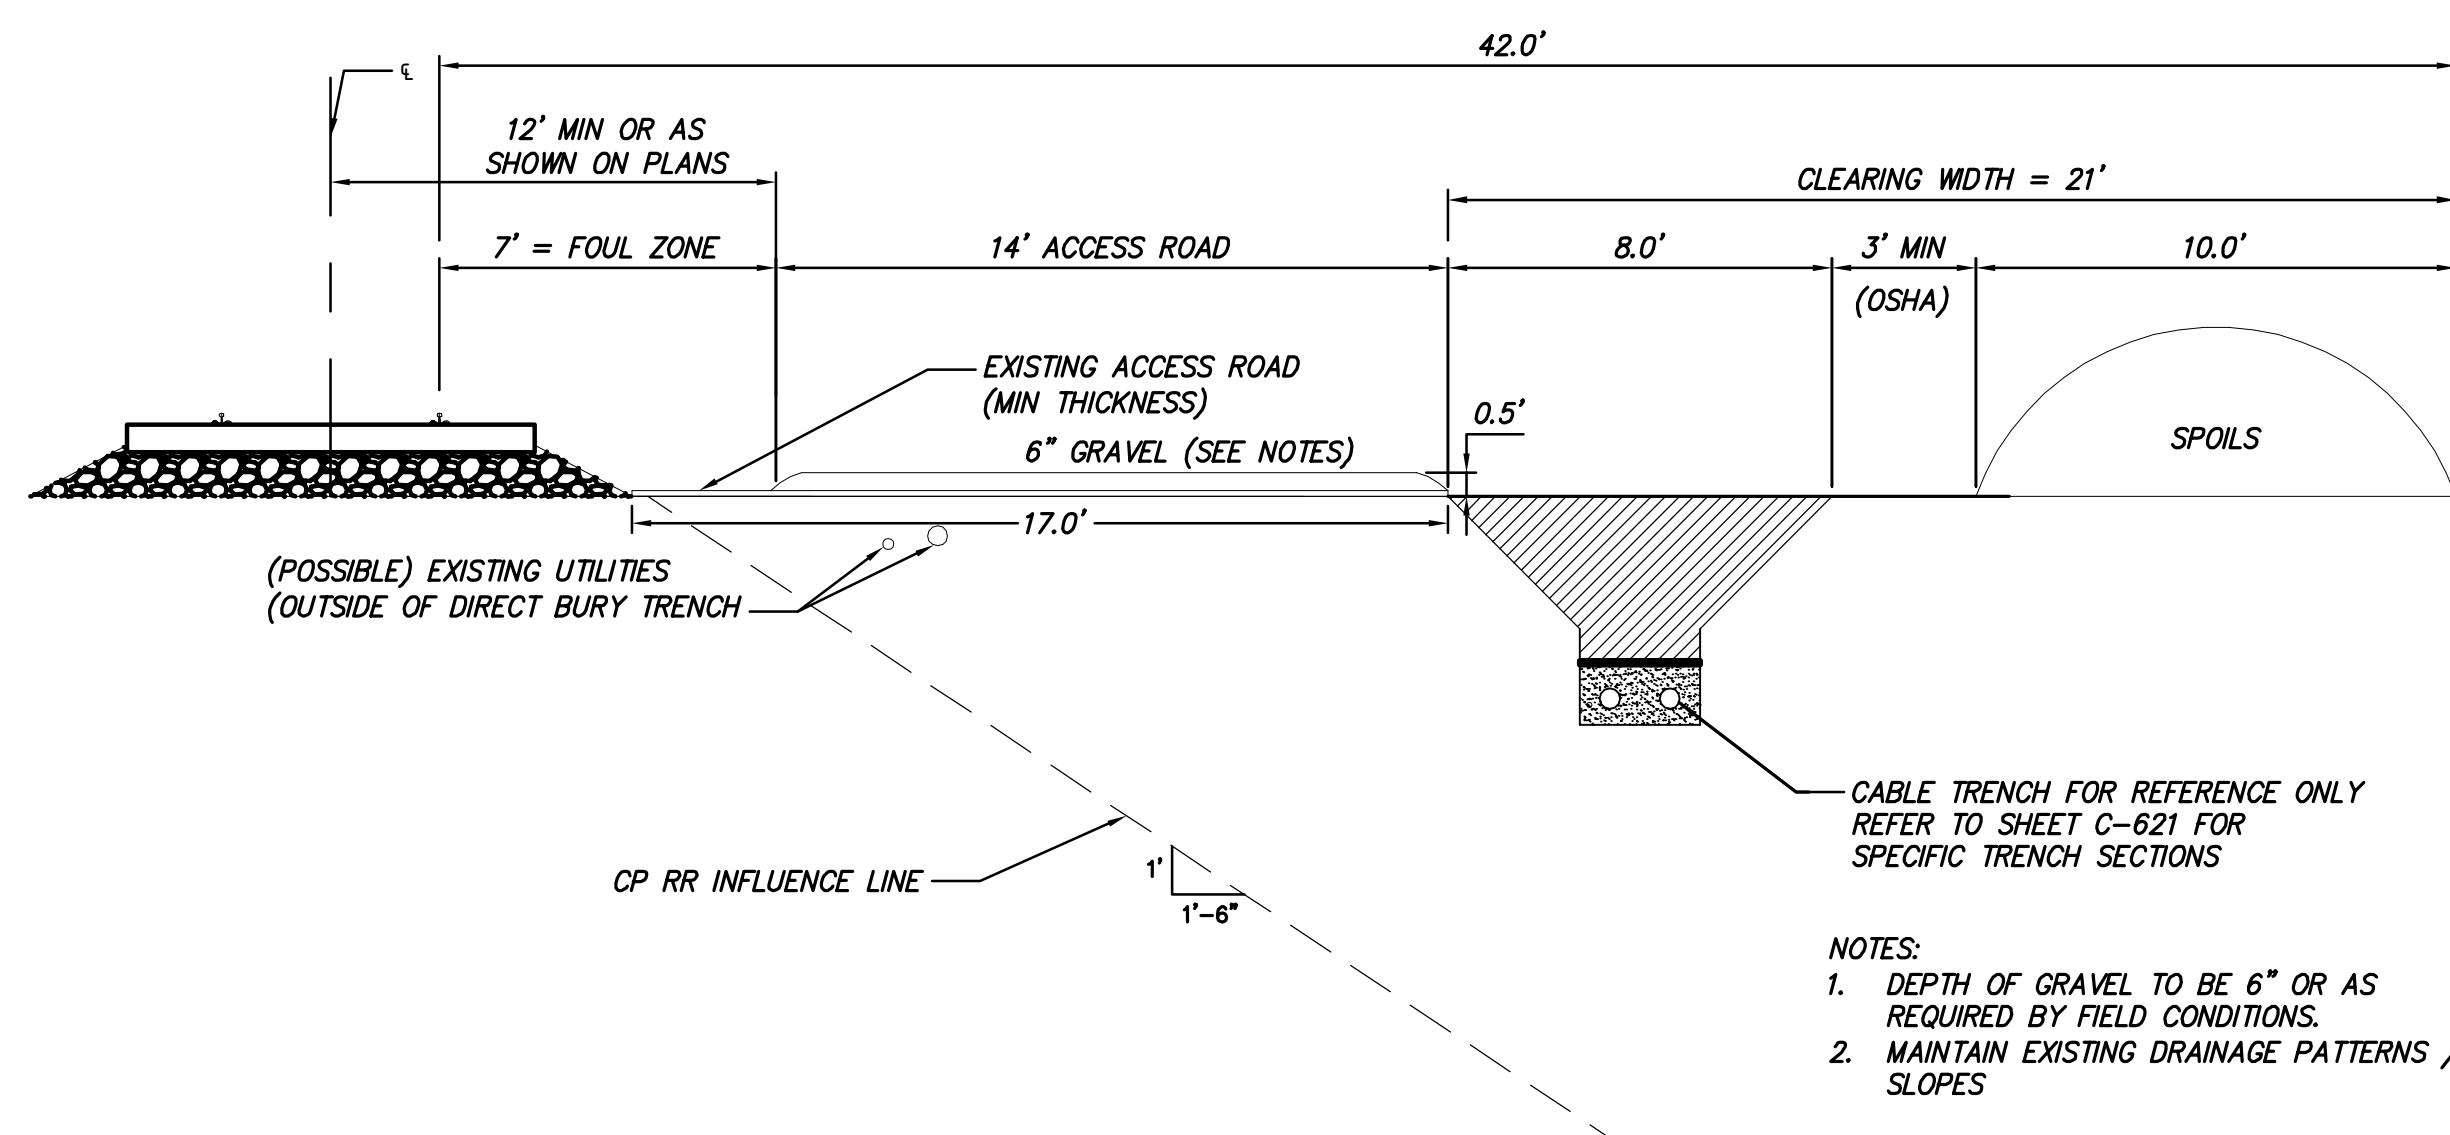 42.0'
℄
12' MIN OR AS
SHOWN ON PLANS
CLEARING WIDTH = 21'
7' = FOUL ZONE
14' ACCESS ROAD
8.0'
3' MIN
(OSHA)
10.0'
EXISTING ACCESS ROAD
(MIN THICKNESS)
6" GRAVEL (SEE NOTES)
0.5'
SPOILS
17.0'
(POSSIBLE) EXISTING UTILITIES
(OUTSIDE OF DIRECT BURY TRENCH
CABLE TRENCH FOR REFERENCE ONLY
REFER TO SHEET C-621 FOR
SPECIFIC TRENCH SECTIONS
CP RR INFLUENCE LINE
1'
1'-6"
NOTES:
1. DEPTH OF GRAVEL TO BE 6" OR AS
REQUIRED BY FIELD CONDITIONS.
2. MAINTAIN EXISTING DRAINAGE PATTERNS /
SLOPES